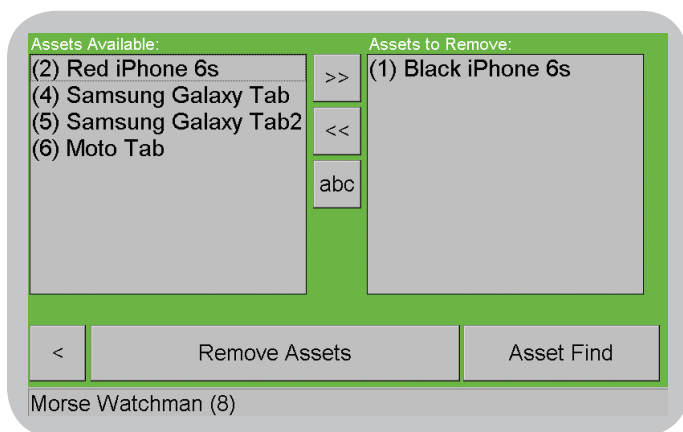 Assets Available:
(2) Red iPhone 6s
(4) Samsung Galaxy Tab
(5) Samsung Galaxy Tab2
(6) Moto Tab
>>
<<
abc
Assets to Remove:
(1) Black iPhone 6s
<
Remove Assets
Asset Find
Morse Watchman (8)